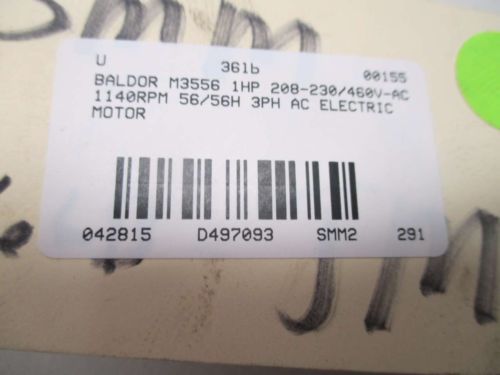 U 361b 00155
BALDOR M3556 1HP 208-230/460V-AC
1140RPM 56/56H 3PH AC ELECTRIC
MOTOR
042815 D497093 SMM2 291